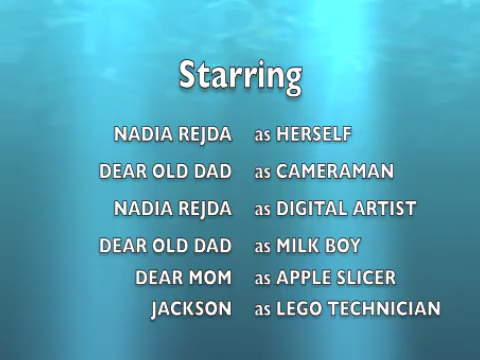 Starring
NADIA REJDA as HERSELF
DEAR OLD DAD as CAMERAMAN
NADIA REJDA as DIGITAL ARTIST
DEAR OLD DAD as MILK BOY
DEAR MOM as APPLE SLICER
JACKSON as LEGO TECHNICIAN